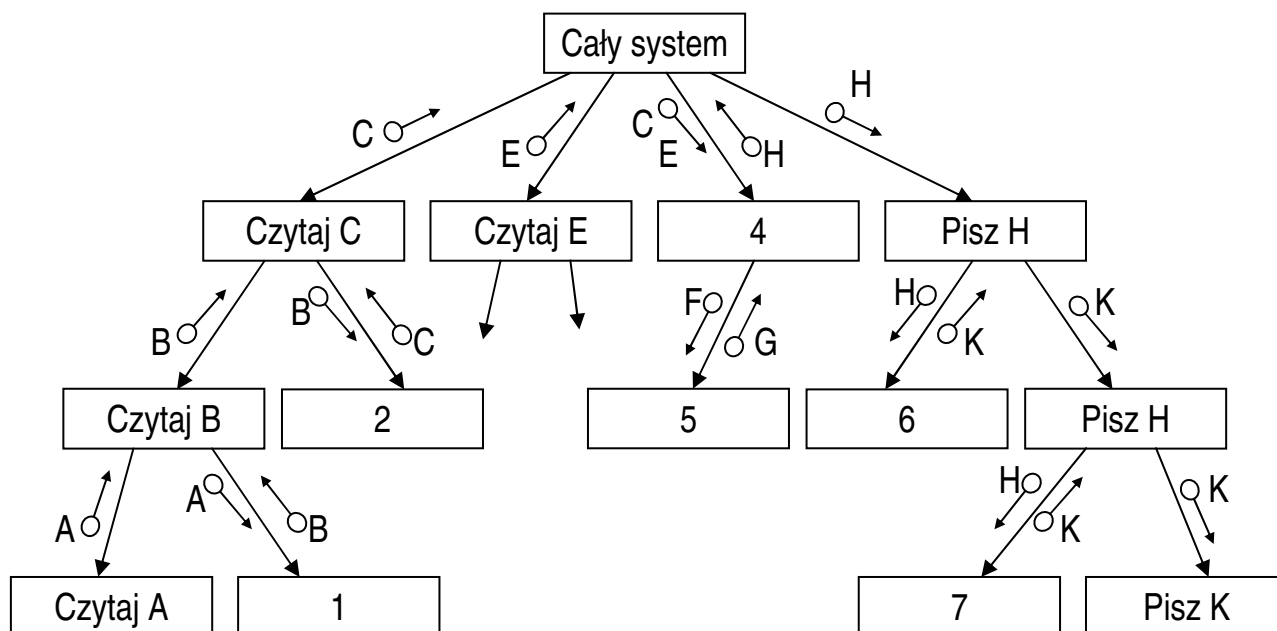 Cały system
H
C
C
E
E
H
Czytaj C
Czytaj E
4
Pisz H
B
B
C
F
G
H
K
K
Czytaj B
2
5
6
Pisz H
A
A
B
H
K
K
Czytaj A
1
7
Pisz K